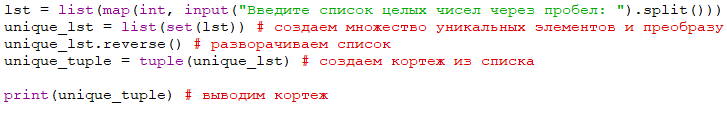 lst = list(map(int, input("Введите список целых чисел через пробел: ").split()))
unique_lst = list(set(lst)) # создаем множество уникальных элементов и преобразу
unique_lst.reverse() # разворачиваем список
unique_tuple = tuple(unique_lst) # создаем кортеж из списка
print(unique_tuple) # выводим кортеж